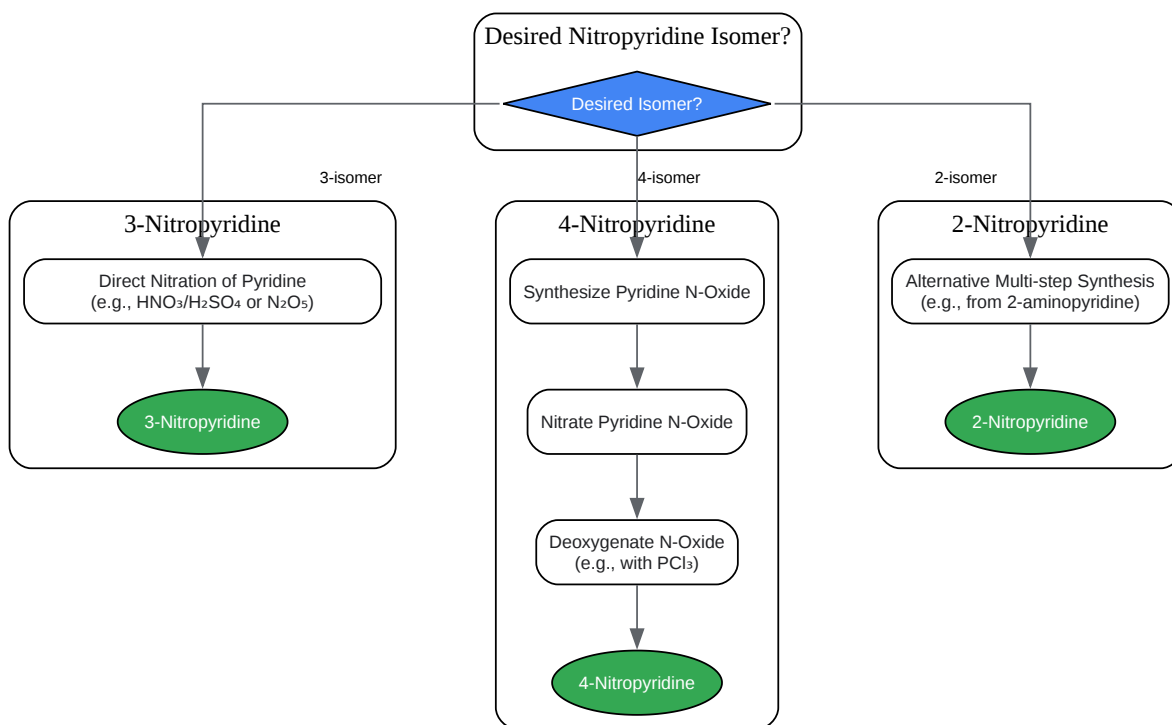 Desired Nitropyridine Isomer?
Desired Isomer?
3-isomer
4-isomer
2-isomer
3-Nitropyridine
Direct Nitration of Pyridine
(e.g., HNO₃/H₂SO₄ or N₂O₅)
3-Nitropyridine
4-Nitropyridine
Synthesize Pyridine N-Oxide
Nitrate Pyridine N-Oxide
Deoxygenate N-Oxide
(e.g., with PCl₃)
4-Nitropyridine
2-Nitropyridine
Alternative Multi-step Synthesis
(e.g., from 2-aminopyridine)
2-Nitropyridine